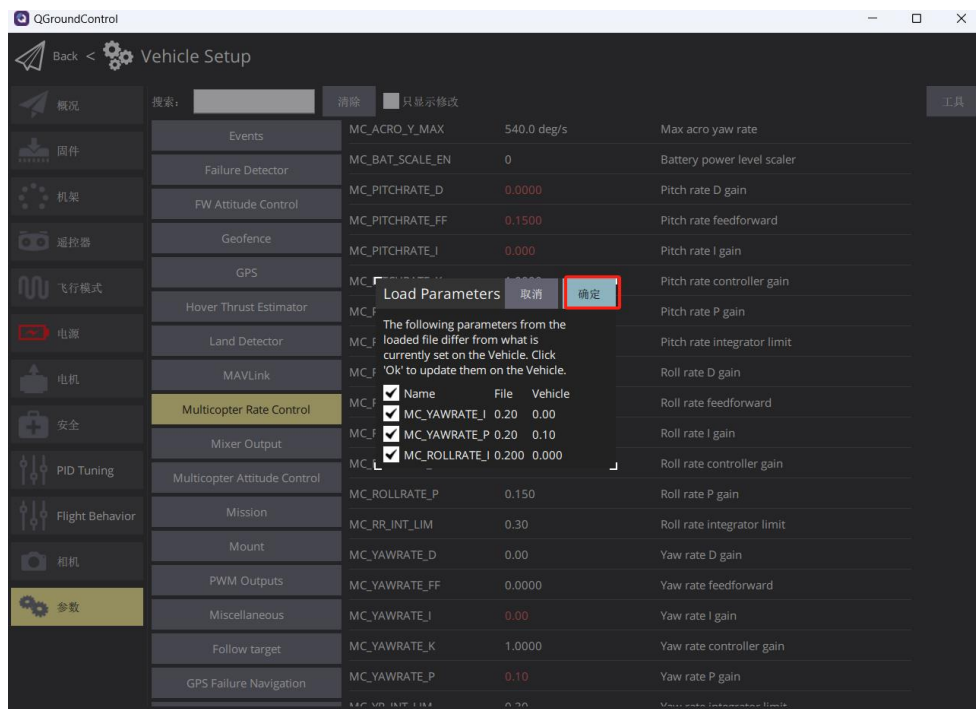 QGroundControl
Back < Vehicle Setup
搜索： 清除 只显示修改 工具
概况
固件
机架
遥控器
飞行模式
电源
电机
安全
PID Tuning
Flight Behavior
相机
参数
Events
Failure Detector
FW Attitude Control
Geofence
GPS
Hover Thrust Estimator
Land Detector
MAVLink
Multicopter Rate Control
Mixer Output
Multicopter Attitude Control
Mission
Mount
PWM Outputs
Miscellaneous
Follow target
GPS Failure Navigation
MC_ACRO_Y_MAX 540.0 deg/s Max acro yaw rate
MC_BAT_SCALE_EN 0 Battery power level scaler
MC_PITCHRATE_D 0.0000 Pitch rate D gain
MC_PITCHRATE_FF 0.1500 Pitch rate feedforward
MC_PITCHRATE_I 0.000 Pitch rate I gain
Pitch rate controller gain
Pitch rate P gain
Pitch rate integrator limit
Roll rate D gain
Roll rate feedforward
Roll rate I gain
Roll rate controller gain
MC_ROLLRATE_P 0.150 Roll rate P gain
MC_RR_INT_LIM 0.30 Roll rate integrator limit
MC_YAWRATE_D 0.00 Yaw rate D gain
MC_YAWRATE_FF 0.0000 Yaw rate feedforward
MC_YAWRATE_I 0.00 Yaw rate I gain
MC_YAWRATE_K 1.0000 Yaw rate controller gain
MC_YAWRATE_P 0.10 Yaw rate P gain
MC_YR_INT_LIM 0.20 Yaw rate integrator limit
Load Parameters 取消 确定
The following parameters from the
loaded file differ from what is
currently set on the Vehicle. Click
'Ok' to update them on the Vehicle.
Name File Vehicle
MC_YAWRATE_I 0.20 0.00
MC_YAWRATE_P 0.20 0.10
MC_ROLLRATE_I 0.200 0.000